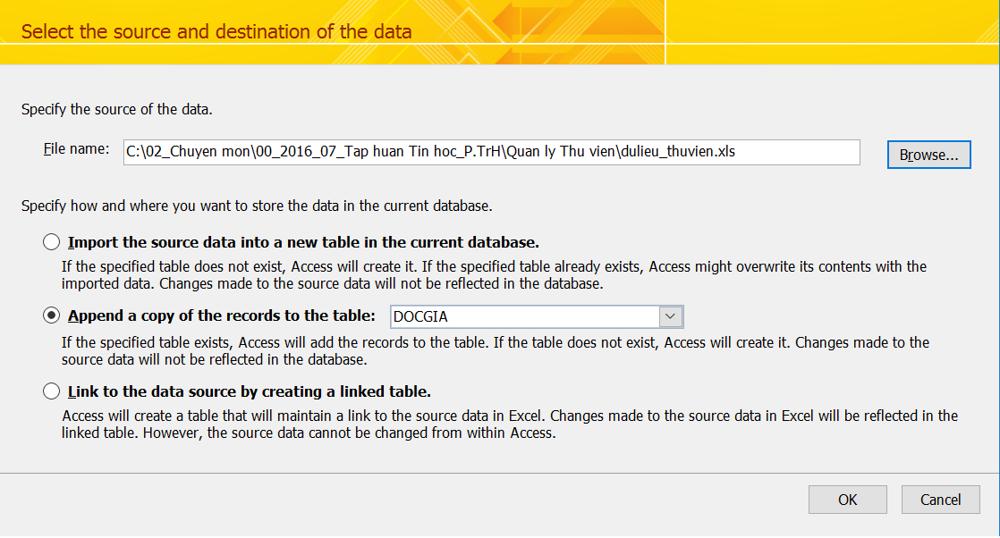 Select the source and destination of the data
Specify the source of the data.
File name: C:\02_Chuyen mon\00_2016_07_Tap huan Tin hoc_P.TrH\Quan ly Thu vien\dulieu_thuvien.xls Browse...
Specify how and where you want to store the data in the current database.
Import the source data into a new table in the current database.
If the specified table does not exist, Access will create it. If the specified table already exists, Access might overwrite its contents with the
imported data. Changes made to the source data will not be reflected in the database.
Append a copy of the records to the table: DOCGIA
If the specified table exists, Access will add the records to the table. If the table does not exist, Access will create it. Changes made to the
source data will not be reflected in the database.
Link to the data source by creating a linked table.
Access will create a table that will maintain a link to the source data in Excel. Changes made to the source data in Excel will be reflected in the
linked table. However, the source data cannot be changed from within Access.
OK Cancel